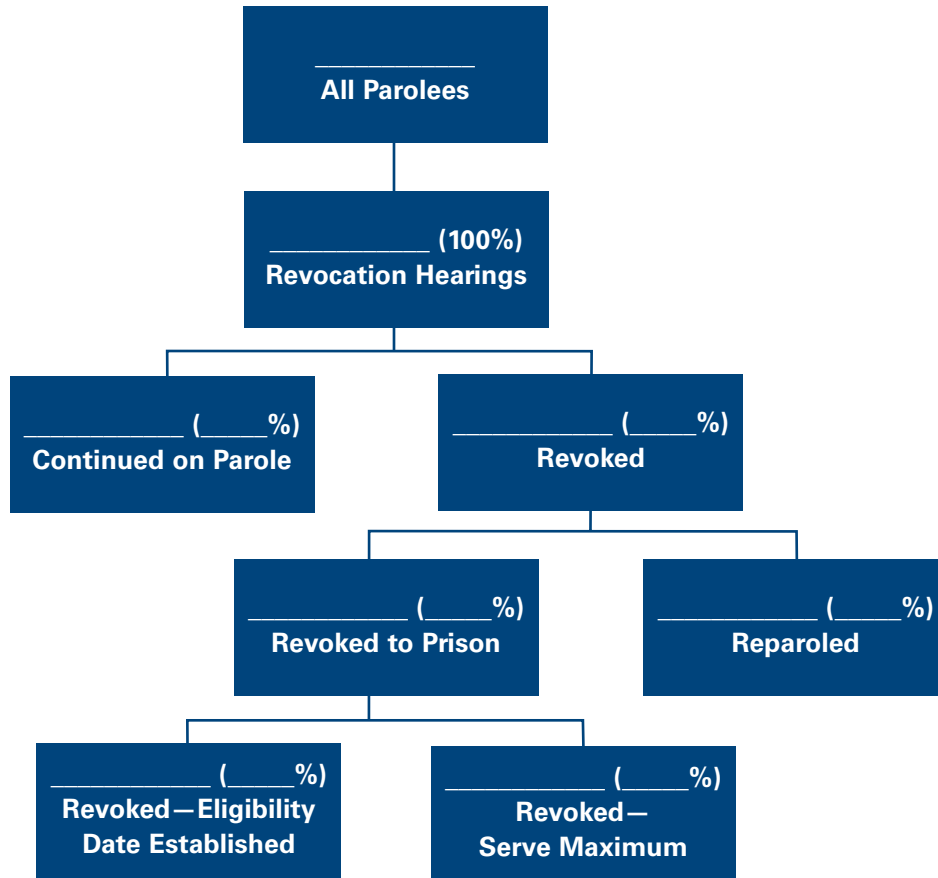 ____________
All Parolees
____________ (100%)
Revocation Hearings
____________ (_____%)
Continued on Parole
____________ (_____%)
Revoked
____________ (_____%)
Revoked to Prison
____________ (_____%)
Reparoled
____________ (_____%)
Revoked—Eligibility
Date Established
____________ (_____%)
Revoked—
Serve Maximum